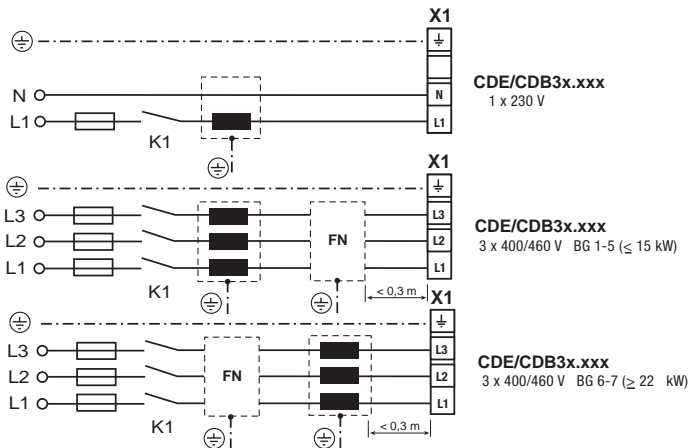 X1
CDE/CDB3x.xxx
1 x 230 V
N
N
L1
L1
K1
X1
L3
L3
CDE/CDB3x.xxx
L2
FN
L2
3 x 400/460 V BG 1-5 (≤ 15 kW)
L1
L1
K1
< 0,3 m
X1
L3
L3
CDE/CDB3x.xxx
L2
FN
L2
3 x 400/460 V BG 6-7 (≥ 22 kW)
L1
L1
K1
< 0,3 m